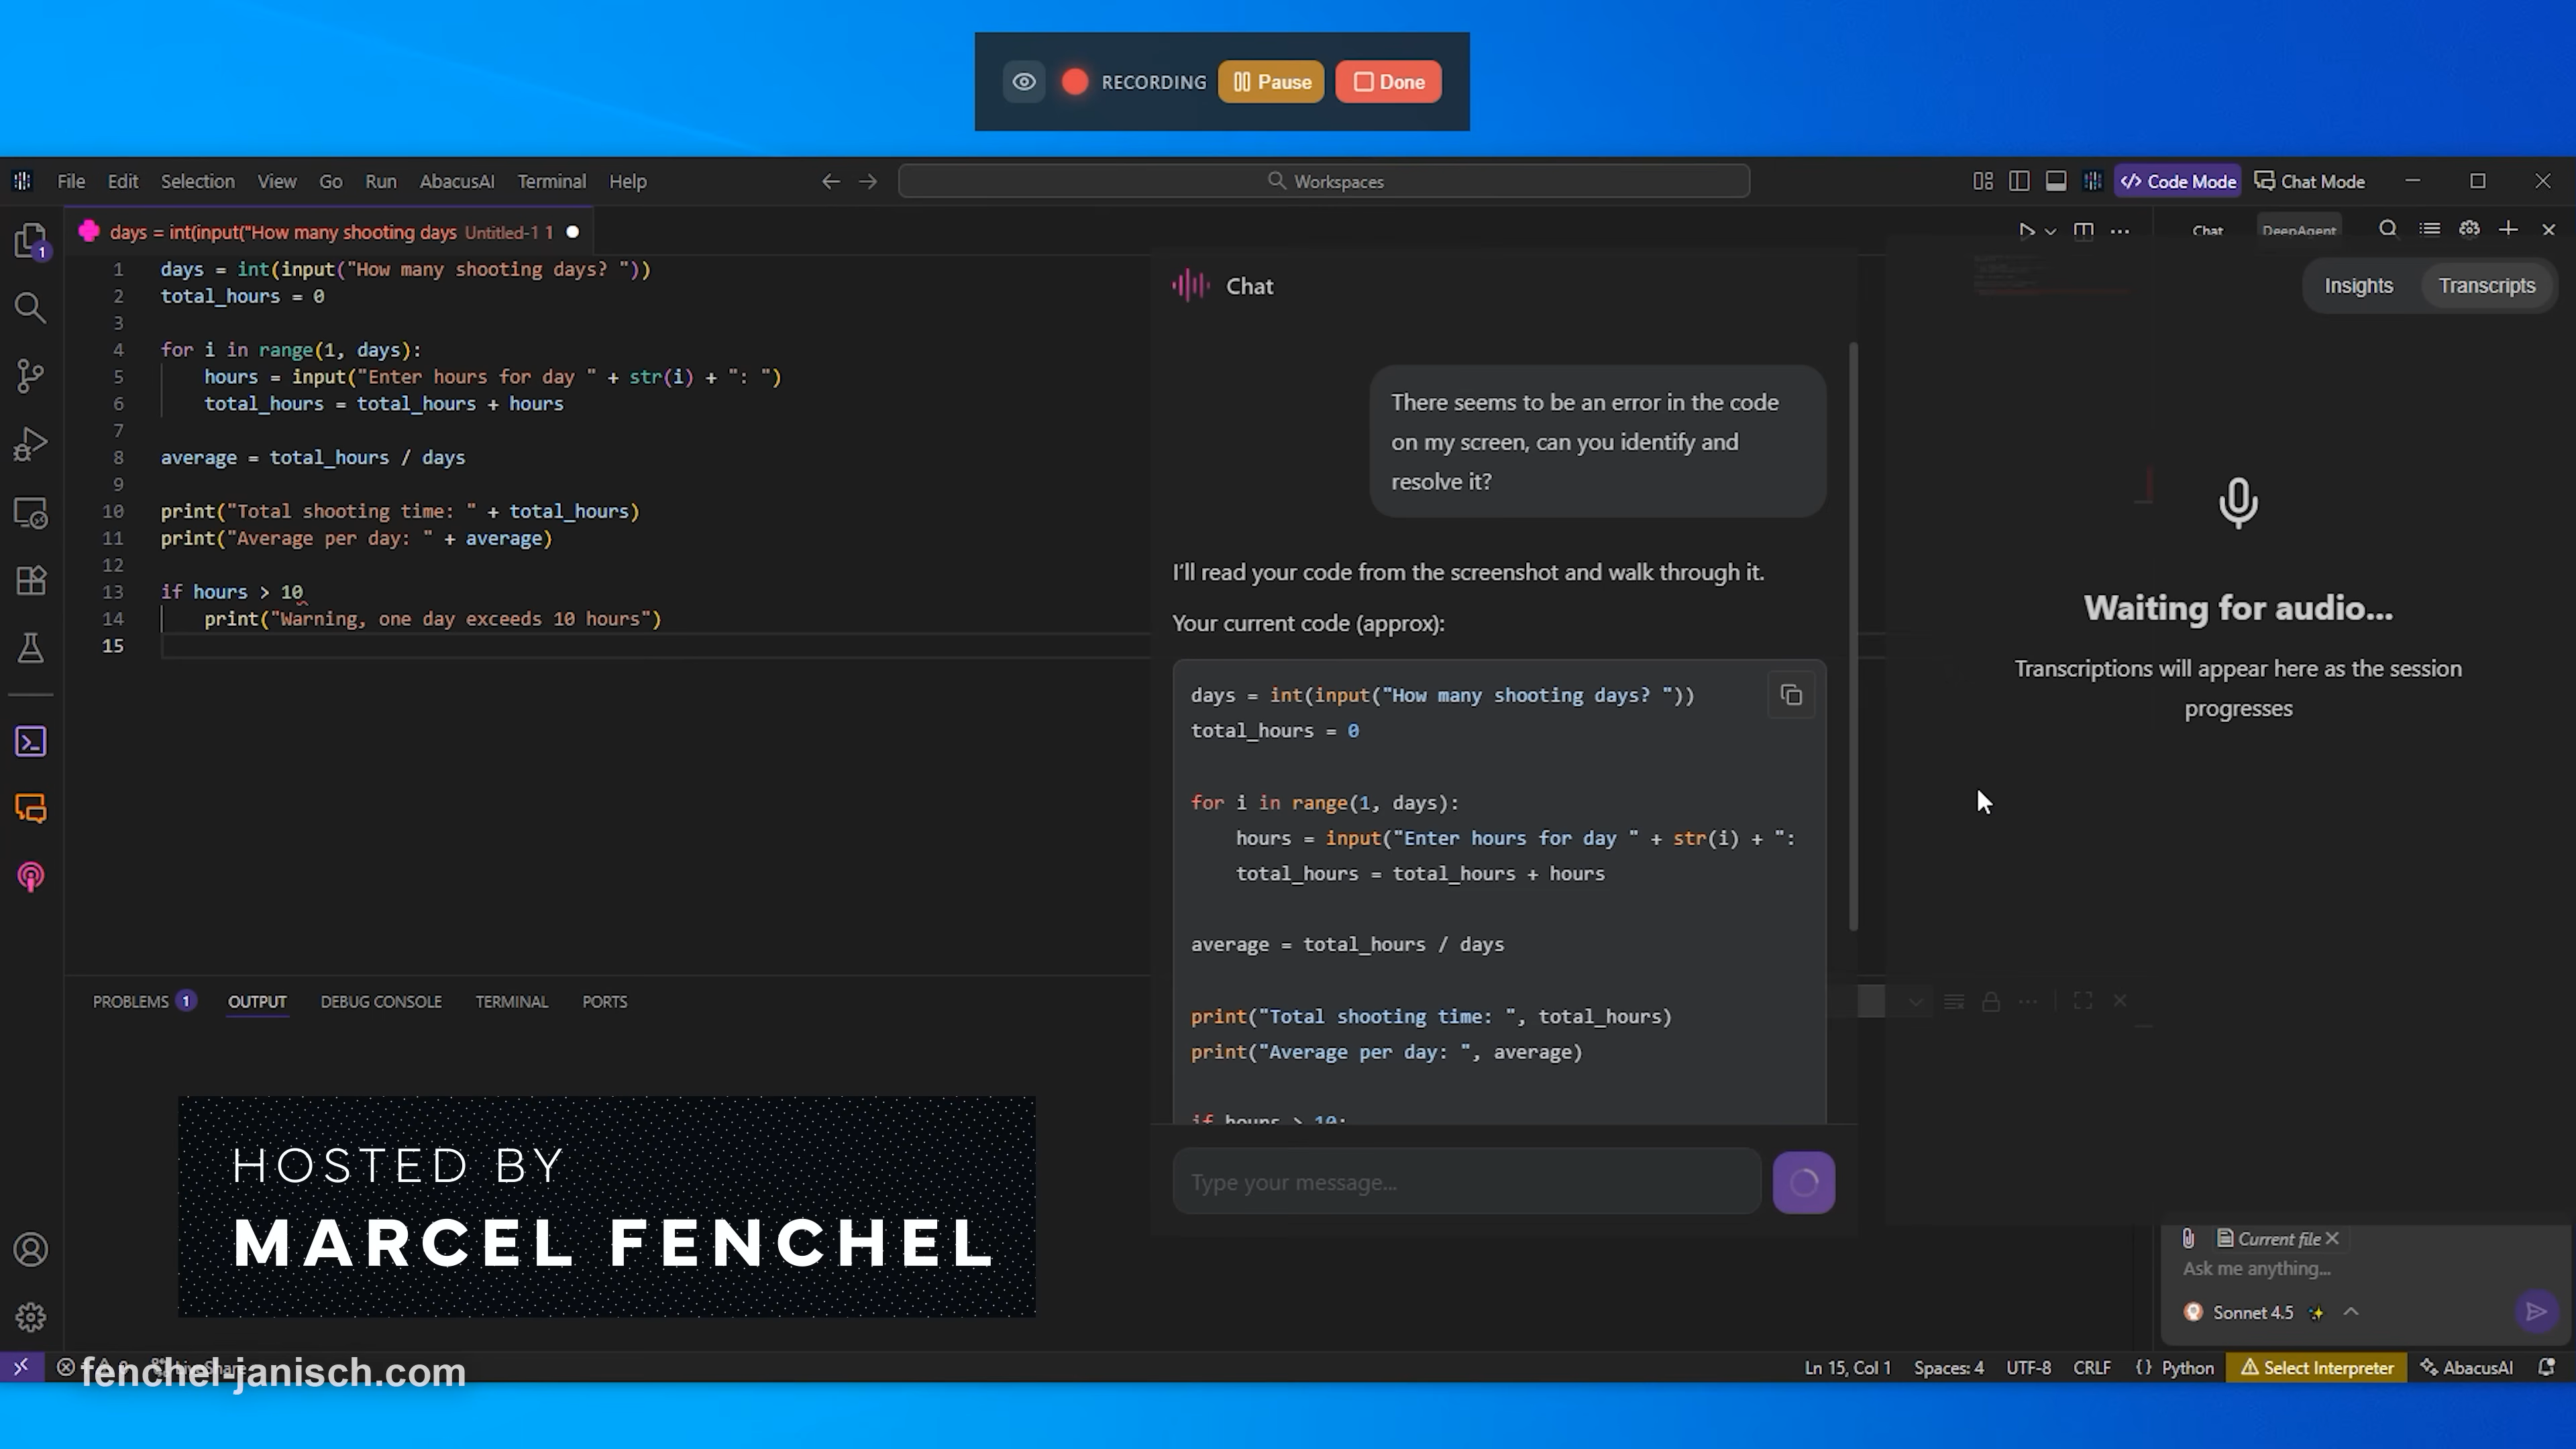 RECORDING Pause Done
File Edit Selection View Go Run AbacusAI Terminal Help
Workspaces
Code Mode Chat Mode
days = int(input("How many shooting days Untitled-1 1
Chat DeepAgent
1 days = int(input("How many shooting days? "))
2 total_hours = 0
3
4 for i in range(1, days):
5 hours = input("Enter hours for day " + str(i) + ": ")
6 total_hours = total_hours + hours
7
8 average = total_hours / days
9
10 print("Total shooting time: " + total_hours)
11 print("Average per day: " + average)
12
13 if hours > 10
14 print("Warning, one day exceeds 10 hours")
15
1
Chat
There seems to be an error in the code
on my screen, can you identify and
resolve it?
I'll read your code from the screenshot and walk through it.
Your current code (approx):
days = int(input("How many shooting days? "))
total_hours = 0
for i in range(1, days):
hours = input("Enter hours for day " + str(i) + ":
total_hours = total_hours + hours
average = total_hours / days
print("Total shooting time: ", total_hours)
print("Average per day: ", average)
if hours > 10:
Type your message...
Insights Transcripts
Waiting for audio...
Transcriptions will appear here as the session
progresses
PROBLEMS 1 OUTPUT DEBUG CONSOLE TERMINAL PORTS
HOSTED BY
MARCEL FENCHEL
fenchel-janisch.com
Current file
Ask me anything...
Sonnet 4.5
Ln 15, Col 1 Spaces: 4 UTF-8 CRLF {} Python Select Interpreter AbacusAI